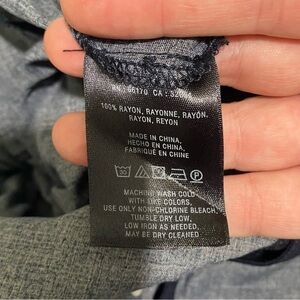 100% RAYON, RAYONNE, RAYÓN,
RAYON, REYON
MADE IN CHINA,
HECHO EN CHINA,
FABRIQUÉ EN CHINE
MACHINE WASH COLD
WITH LIKE COLORS,
USE ONLY NON-CHLORINE BLEACH,
TUMBLE DRY LOW,
LOW IRON AS NEEDED.
MAY BE DRY CLEANED